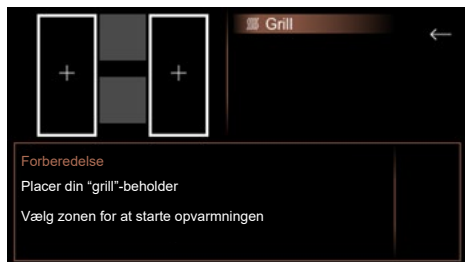 Grill
Forberedelse
Placer din “grill”-beholder
Vælg zonen for at starte opvarmningen